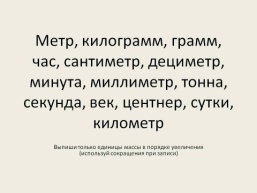 Метр, килограмм, грамм,
час, сантиметр, дециметр,
минута, миллиметр, тонна,
секунда, век, центнер, сутки,
километр
Выпиши только единицы массы в порядке увеличения
(используй сокращения при записи)